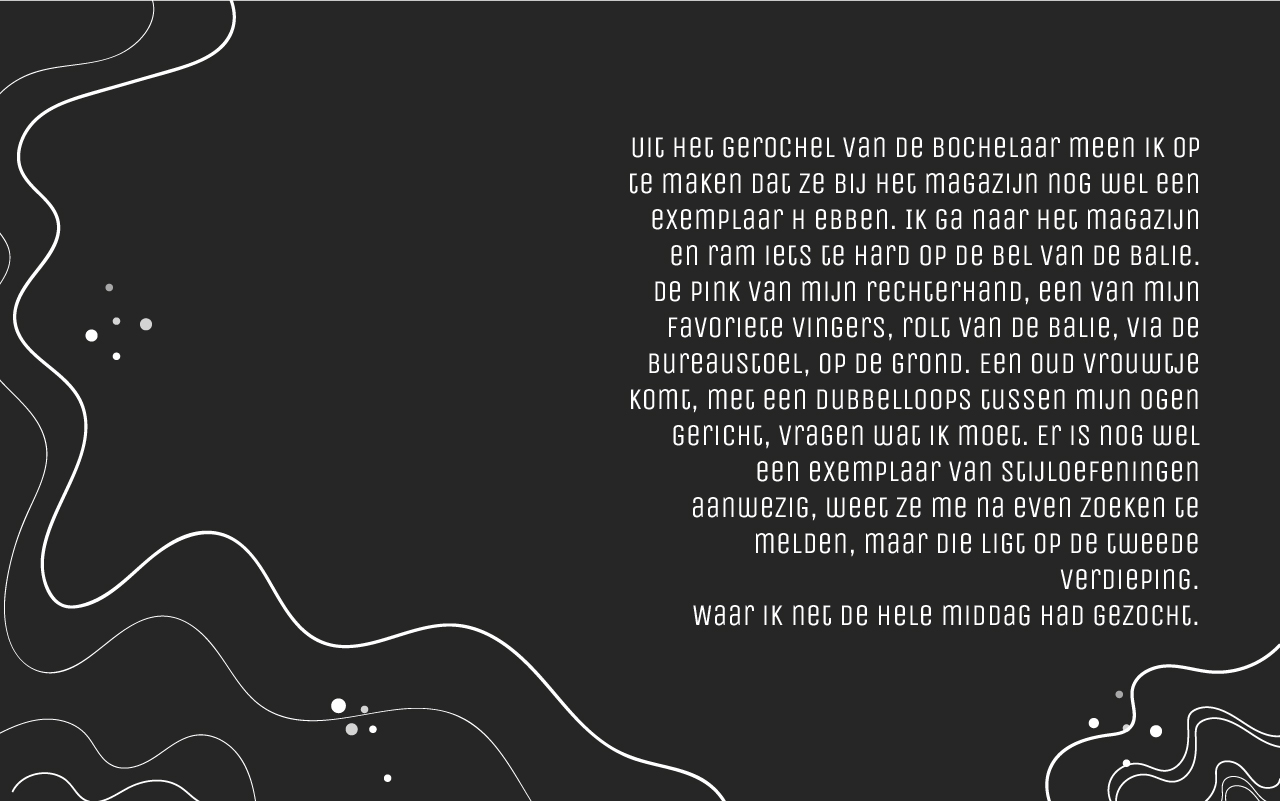 Uit het gerochel van de bochelaar meen ik op
te maken dat ze bij het magazijn nog wel een
exemplaar h ebben. Ik ga naar het magazijn
en ram iets te hard op de bel van de balie.
De pink van mijn rechterhand, een van mijn
favoriete vingers, rolt van de balie, via de
bureaustoel, op de grond. Een oud vrouwtje
komt, met een dubbelloops tussen mijn ogen
gericht, vragen wat ik moet. Er is nog wel
een exemplaar van Stijloefeningen
aanwezig, weet ze me na even zoeken te
melden, maar die ligt op de tweede
verdieping.
Waar ik net de hele middag had gezocht.